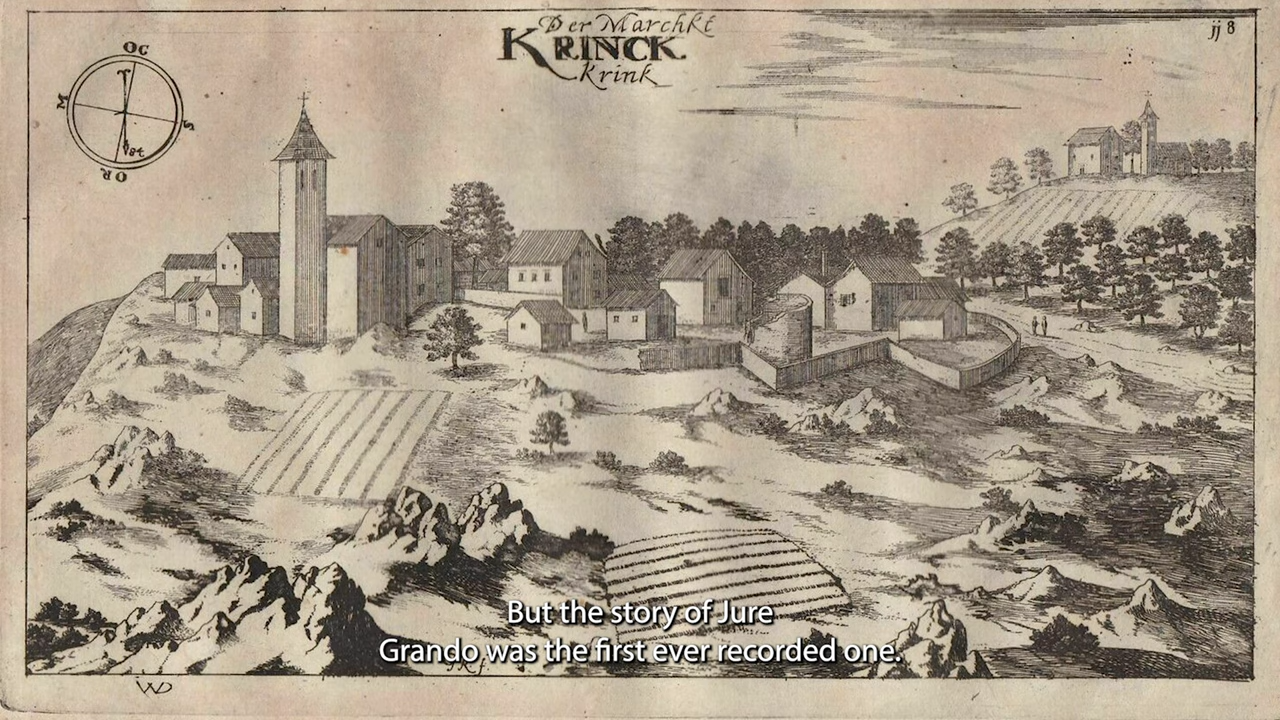 Der Marchkt
KRINCK
Krink
jj 8
OC
M
S
OR
84
But the story of Jure
Grando was the first ever recorded one.
W